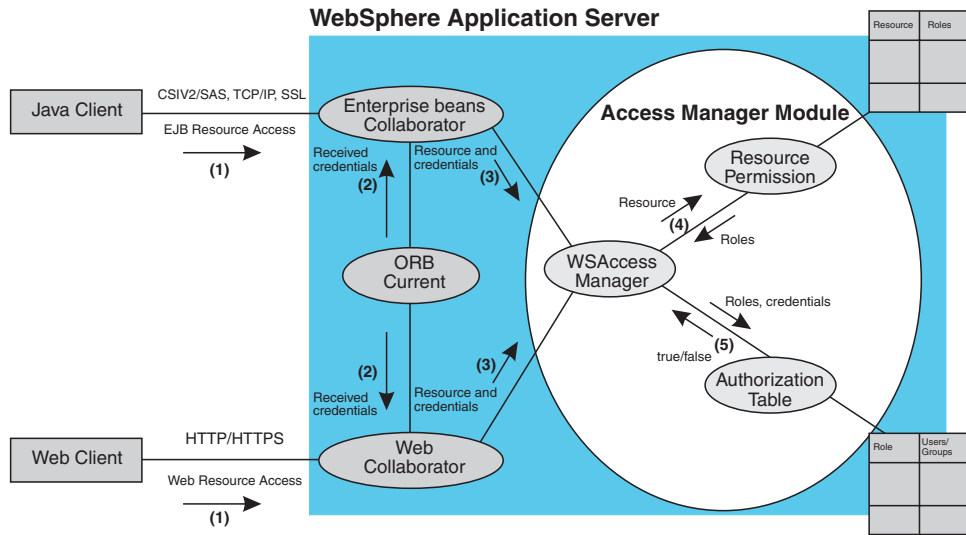 WebSphere Application Server
Resource
Roles
CSIV2/SAS, TCP/IP, SSL
Java Client
Enterprise beans
Collaborator
Access Manager Module
EJB Resource Access
(1)
Received
credentials
(2)
Resource and
credentials
(3)
Resource
Permission
Resource
(4)
Roles
ORB
Current
WSAccess
Manager
Roles, credentials
(5)
true/false
(2)
Received
credentials
(3)
Resource and
credentials
Authorization
Table
HTTP/HTTPS
Web Client
Web
Collaborator
Web Resource Access
(1)
Role
Users/
Groups